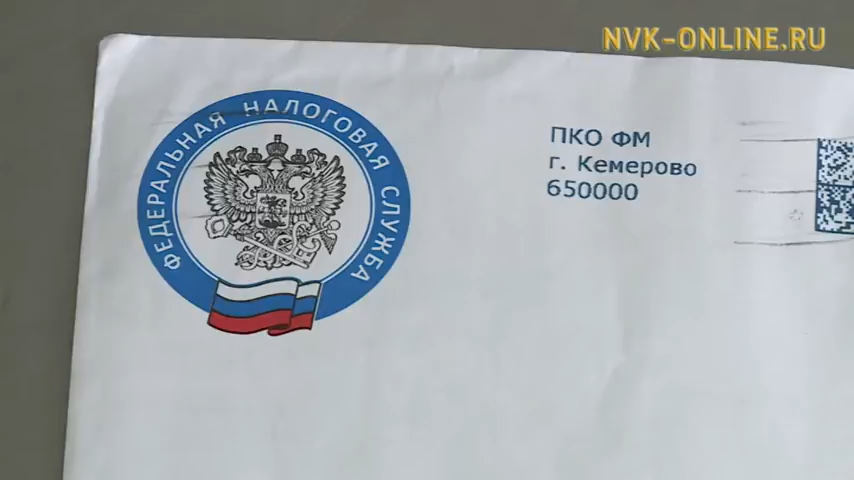 NVK-ONLINE.RU
ФЕДЕРАЛЬНАЯ НАЛОГОВАЯ СЛУЖБА
ПКО ФМ
г. Кемерово
650000